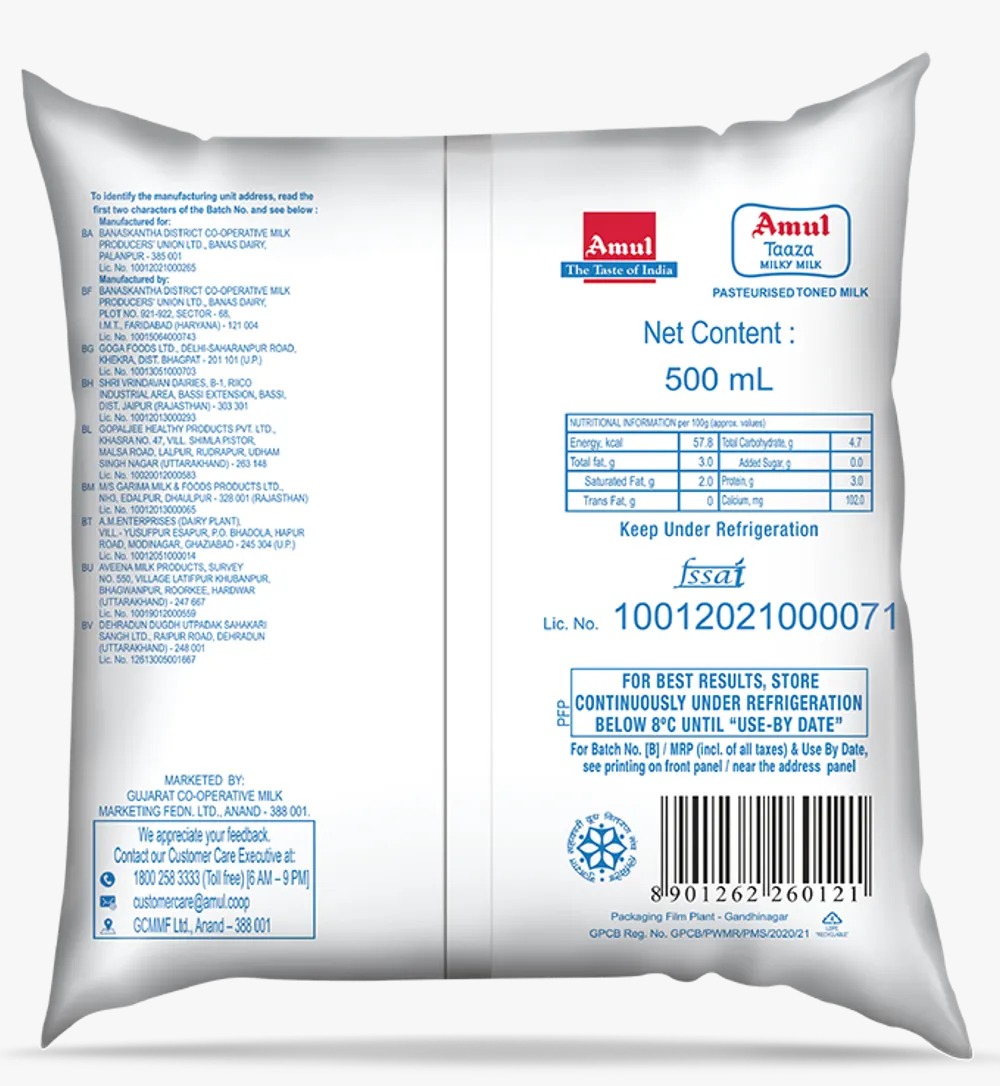 To identify the manufacturing unit address, read the
first two characters of the Batch No. and see below :
Manufactured for:
BA BANASKANTHA DISTRICT CO-OPERATIVE MILK
PRODUCERS' UNION LTD., BANAS DAIRY,
PALANPUR - 385 001
Lic. No. 10012021000265
Manufactured by:
BF BANASKANTHA DISTRICT CO-OPERATIVE MILK
PRODUCERS' UNION LTD., BANAS DAIRY,
PLOT NO. 921-922, SECTOR - 68,
I.M.T., FARIDABAD (HARYANA) - 121 004
Lic. No. 10015064000743
BG GOGA FOODS LTD., DELHI-SAHARANPUR ROAD,
KHEKRA, DIST. BHAGPAT - 201 101 (U.P.)
Lic. No. 10013051000703
BH SHRI VRINDAVAN DAIRIES, B-1, RIICO
INDUSTRIAL AREA, BASSI EXTENSION, BASSI,
DIST, JAIPUR (RAJASTHAN) - 303 301
Lic. No. 10012013000293
BL GOPALJEE HEALTHY PRODUCTS PVT. LTD.,
KHASRA NO. 47, VILL. SHIMLA PISTOR,
MALSA ROAD, LALPUR, RUDRAPUR, UDHAM
SINGH NAGAR (UTTARAKHAND) - 263 148
Lic. No. 10020012000583
BM M/S GARIMA MILK & FOODS PRODUCTS LTD.,
NH3, EDALPUR, DHAULPUR - 328 001 (RAJASTHAN)
Lic. No. 10012013000065
BT A.M.ENTERPRISES (DAIRY PLANT),
VILL.- YUSUFPUR ESAPUR, P.O. BHADOLA, HAPUR
ROAD, MODINAGAR, GHAZIABAD - 245 304 (U.P.)
Lic. No. 10012051000014
BU AVEENA MILK PRODUCTS, SURVEY
NO. 550, VILLAGE LATIFPUR KHUBANPUR,
BHAGWANPUR, ROORKEE, HARDWAR
(UTTARAKHAND) - 247 667
Lic. No. 10019012000559
BV DEHRADUN DUGDH UTPADAK SAHAKARI
SANGH LTD., RAIPUR ROAD, DEHRADUN
(UTTARAKHAND) - 248 001
Lic. No. 12613005001667
MARKETED BY:
GUJARAT CO-OPERATIVE MILK
MARKETING FEDN. LTD., ANAND - 388 001.
We appreciate your feedback.
Contact our Customer Care Executive at:
1800 258 3333 (Toll free) [6 AM – 9 PM]
customercare@amul.coop
GCMMF Ltd., Anand – 388 001
Amul
The Taste of India
Amul
Taaza
MILKY MILK
PASTEURISED TONED MILK
Net Content :
500 mL
NUTRITIONAL INFORMATION per 100g (approx. values)
Energy, kcal 57.8 Total Carbohydrate, g 4.7
Total fat, g 3.0 Added Sugar, g 0.0
Saturated Fat, g 2.0 Protein, g 3.0
Trans Fat, g 0 Calcium, mg 102.0
Keep Under Refrigeration
fssai
Lic. No. 10012021000071
PFP
FOR BEST RESULTS, STORE
CONTINUOUSLY UNDER REFRIGERATION
BELOW 8ºC UNTIL “USE-BY DATE”
For Batch No. [B] / MRP (incl. of all taxes) & Use By Date,
see printing on front panel / near the address panel
8 901262 260121
Packaging Film Plant - Gandhinagar
GPCB Reg. No. GPCB/PWMR/PMS/2020/21
LDPE
"RECYCLABLE"